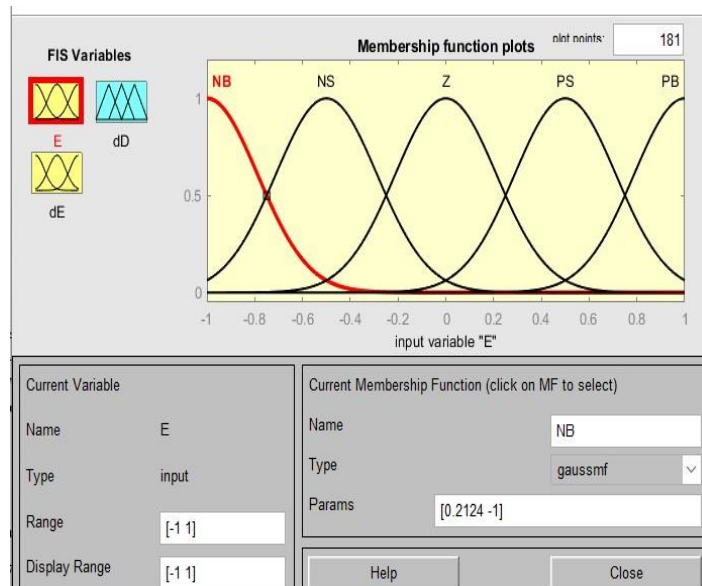 FIS Variables
Membership function plots
plot points:
181
NB
NS
Z
PS
PB
E
dD
dE
1
0.5
0
-1
-0.8
-0.6
-0.4
-0.2
0
0.2
0.4
0.6
0.8
1
input variable "E"
Current Variable
Name
E
Type
input
Range
[-1 1]
Display Range
[-1 1]
Current Membership Function (click on MF to select)
Name
NB
Type
gaussmf
Params
[0.2124 -1]
Help
Close